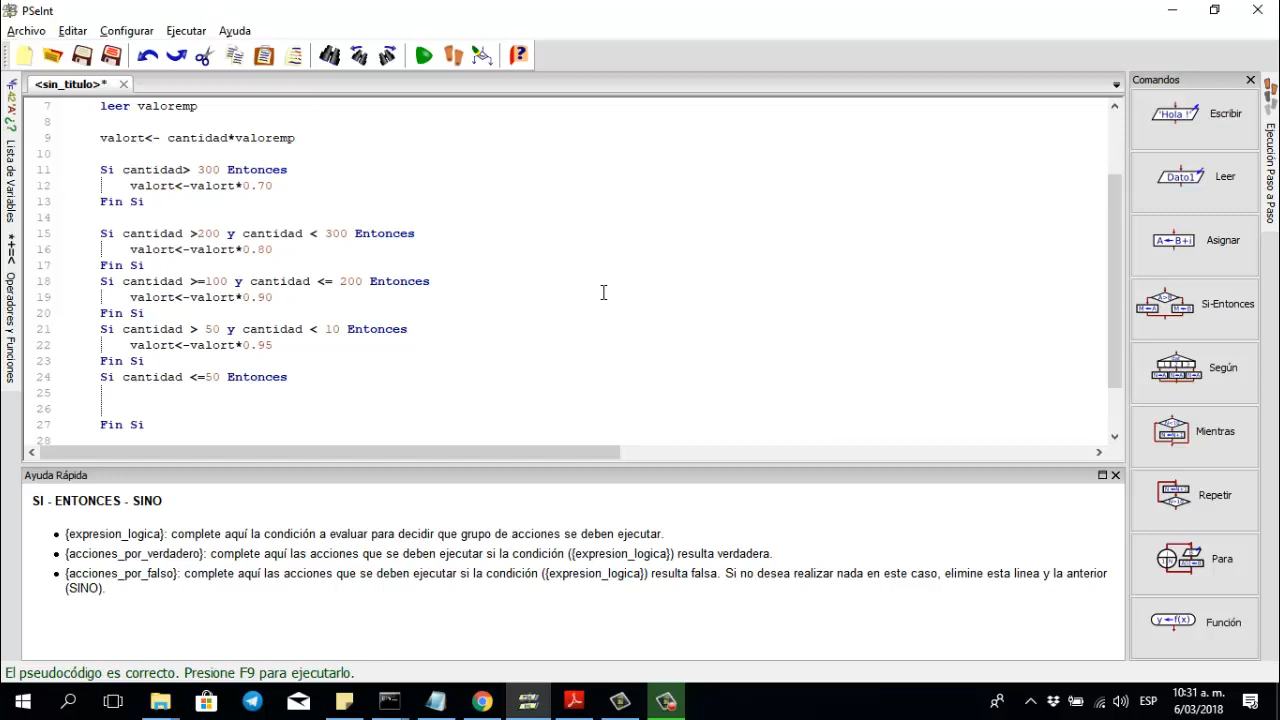 PSeInt
Archivo Editar Configurar Ejecutar Ayuda
<sin_titulo>*
7 leer valoremp
8
9 valort<- cantidad*valoremp
10
11 Si cantidad> 300 Entonces
12 valort<-valort*0.70
13 Fin Si
14
15 Si cantidad >200 y cantidad < 300 Entonces
16 valort<-valort*0.80
17 Fin Si
18 Si cantidad >=100 y cantidad <= 200 Entonces
19 valort<-valort*0.90
20 Fin Si
21 Si cantidad > 50 y cantidad < 10 Entonces
22 valort<-valort*0.95
23 Fin Si
24 Si cantidad <=50 Entonces
25
26
27 Fin Si
28
Lista de Variables
Operadores y Funciones
Comandos
'Hola !' Escribir
Dato1 Leer
A←B+i Asignar
Si-Entonces
Según
Mientras
Repetir
Para
y←f(x) Función
Ejecución Paso a Paso
Ayuda Rápida
SI - ENTONCES - SINO
{expresion_logica}: complete aquí la condición a evaluar para decidir que grupo de acciones se deben ejecutar.
{acciones_por_verdadero}: complete aquí las acciones que se deben ejecutar si la condición ({expresion_logica}) resulta verdadera.
{acciones_por_falso}: complete aquí las acciones que se deben ejecutar si la condición ({expresion_logica}) resulta falsa. Si no desea realizar nada en este caso, elimine esta linea y la anterior
(SINO).
El pseudocódigo es correcto. Presione F9 para ejecutarlo.
ESP
10:31 a. m.
6/03/2018